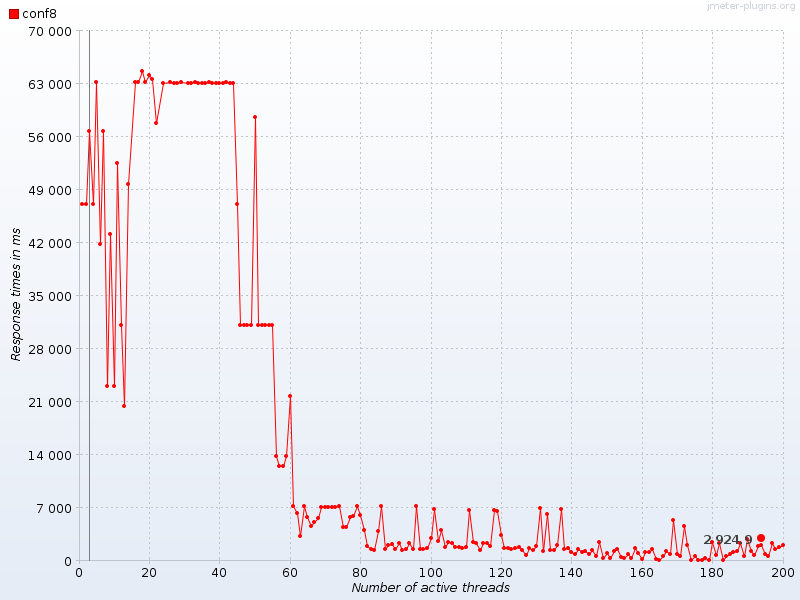 jmeter-plugins.org
conf8
70 000
63 000
56 000
49 000
42 000
35 000
28 000
21 000
14 000
7 000
0
Response times in ms
2 924,9
0 20 40 60 80 100 120 140 160 180 200
Number of active threads